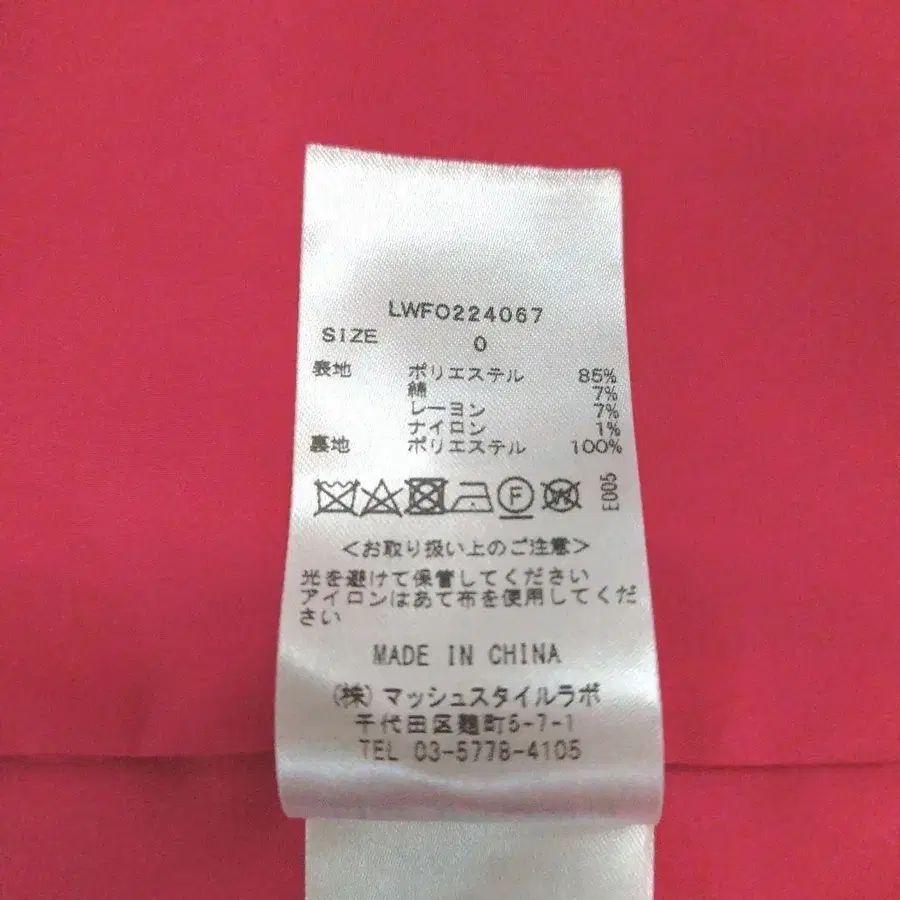 LWFO224067
SIZE 0
表地 ポリエステル 85%
綿 7%
レーヨン 7%
ナイロン 1%
裏地 ポリエステル 100%
F W E005
<お取り扱い上のご注意>
光を避けて保管してください
アイロンはあて布を使用してくだ
さい
MADE IN CHINA
(株)マッシュスタイルラボ
千代田区麹町5-7-1
TEL 03-5778-4105